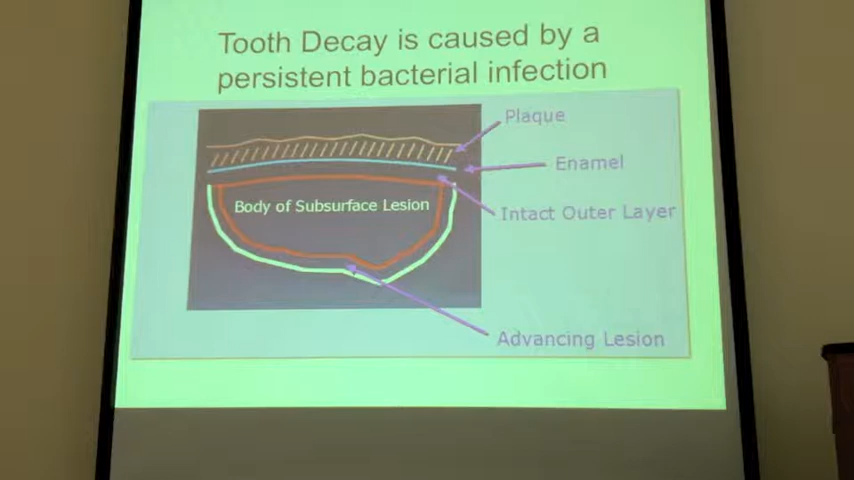 Tooth Decay is caused by a
persistent bacterial infection
Plaque
Enamel
Body of Subsurface Lesion
Intact Outer Layer
Advancing Lesion